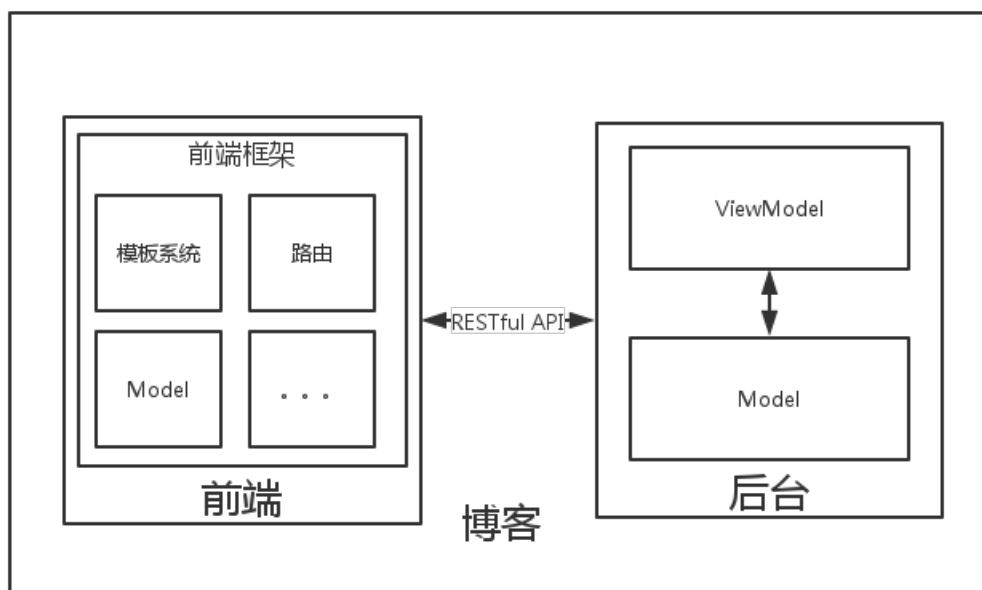 前端框架
模板系统
路由
Model
。。。
前端
RESTful API
ViewModel
Model
后台
博客